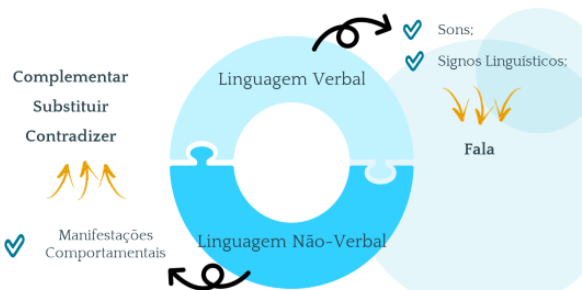 Complementar
Substituir
Contradizer
Manifestações
Comportamentais
Linguagem Verbal
Linguagem Não-Verbal
Sons;
Signos Linguísticos;
Fala